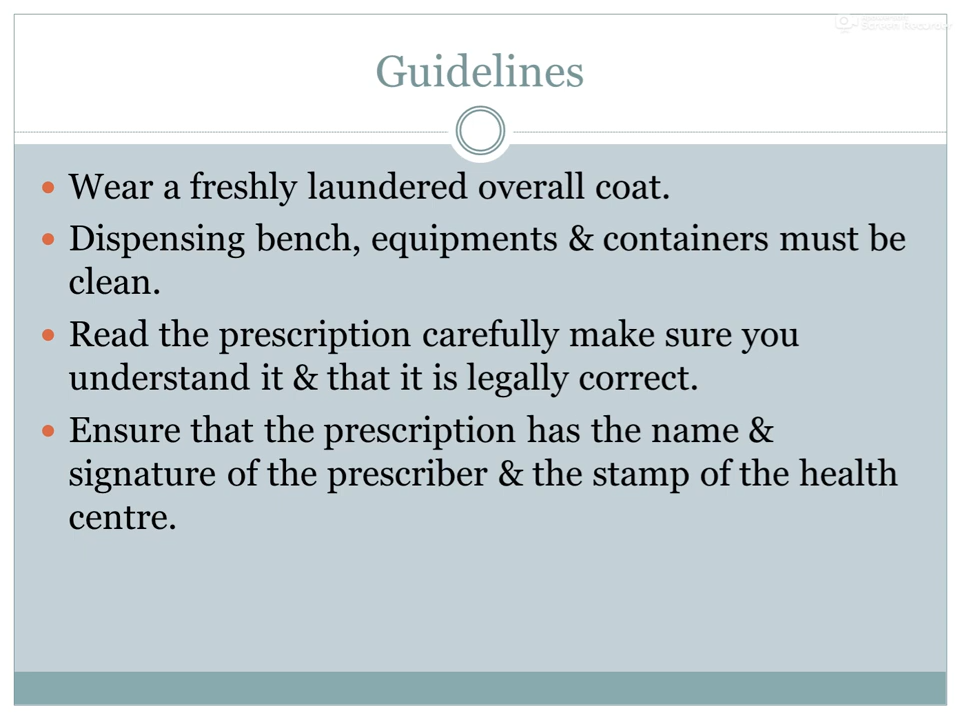 Screen Recorder
Guidelines
• Wear a freshly laundered overall coat.
• Dispensing bench, equipments & containers must be
clean.
• Read the prescription carefully make sure you
understand it & that it is legally correct.
• Ensure that the prescription has the name &
signature of the prescriber & the stamp of the health
centre.